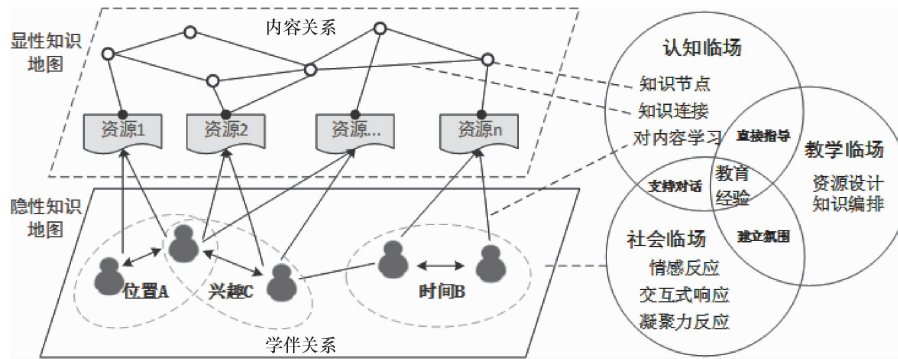 内容关系
显性知识
地图
资源1
资源2
资源...
资源n
隐性知识
地图
位置A
兴趣C
时间B
学伴关系
认知临场
知识节点
知识连接
对内容学习
直接指导
教学临场
资源设计
知识编排
支持对话
教育
经验
社会临场
建立氛围
情感反应
交互式响应
凝聚力反应